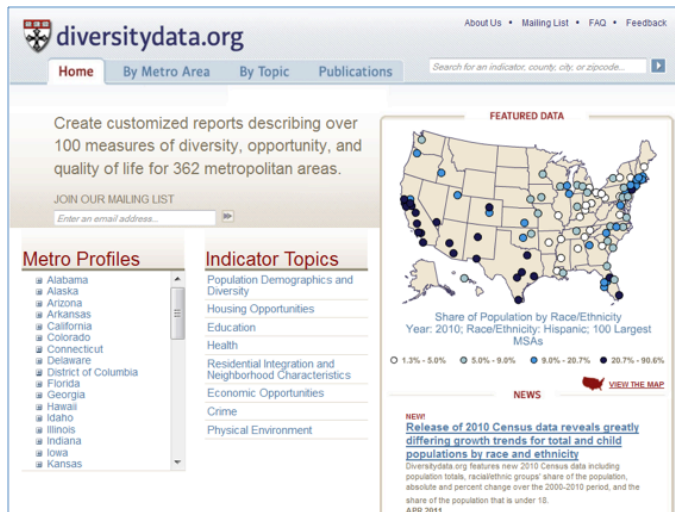 About Us • Mailing List • FAQ • Feedback
diversitydata.org
Home By Metro Area By Topic Publications
Search for an indicator, county, city, or zipcode...
Create customized reports describing over
100 measures of diversity, opportunity, and
quality of life for 362 metropolitan areas.
JOIN OUR MAILING LIST
Enter an email address...
Metro Profiles
Alabama
Alaska
Arizona
Arkansas
California
Colorado
Connecticut
Delaware
District of Columbia
Florida
Georgia
Hawaii
Idaho
Illinois
Indiana
Iowa
Kansas
Indicator Topics
Population Demographics and
Diversity
Housing Opportunities
Education
Health
Residential Integration and
Neighborhood Characteristics
Economic Opportunities
Crime
Physical Environment
FEATURED DATA
Share of Population by Race/Ethnicity
Year: 2010; Race/Ethnicity: Hispanic; 100 Largest
MSAs
1.3% - 5.0% 5.0% - 9.0% 9.0% - 20.7% 20.7% - 90.6%
VIEW THE MAP
NEWS
NEW!
Release of 2010 Census data reveals greatly
differing growth trends for total and child
populations by race and ethnicity
Diversitydata.org features new 2010 Census data including
population totals, racial/ethnic groups' share of the population,
absolute and percent change over the 2000-2010 period, and the
share of the population that is under 18.
APR 2011